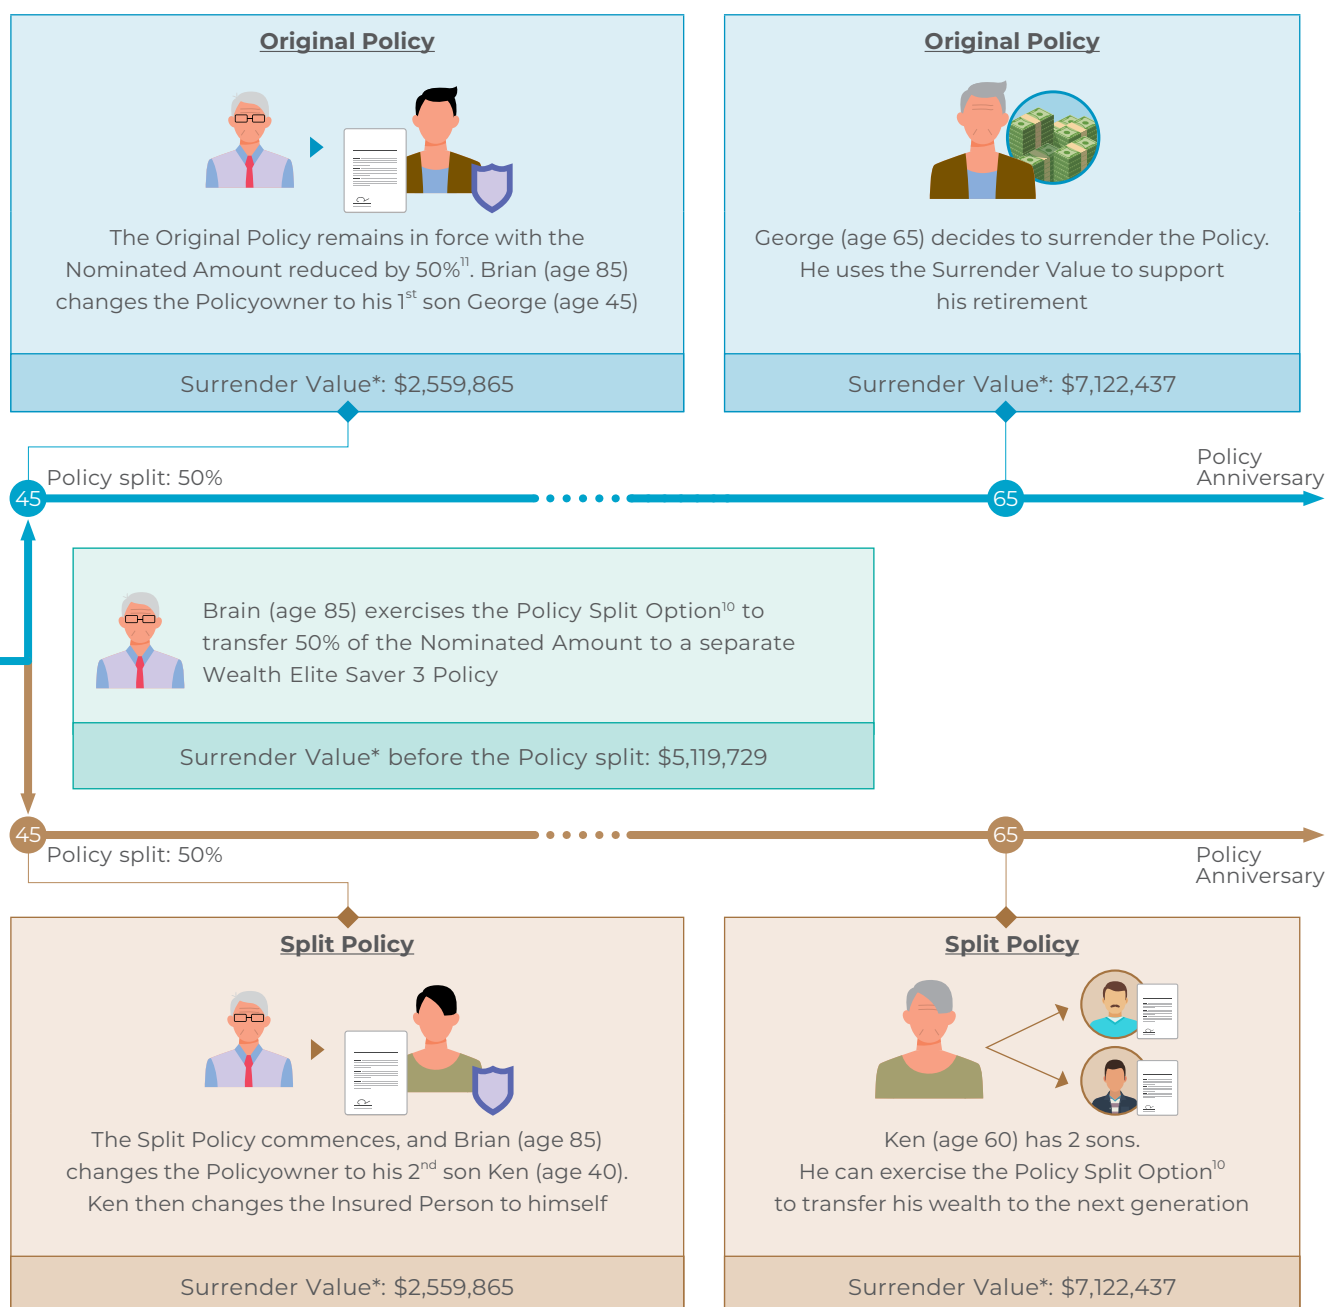 Original Policy
The Original Policy remains in force with the
Nominated Amount reduced by 50%¹¹. Brian (age 85)
changes the Policyowner to his 1st son George (age 45)
Surrender Value*: $2,559,865
Original Policy
George (age 65) decides to surrender the Policy.
He uses the Surrender Value to support
his retirement
Surrender Value*: $7,122,437
45
Policy split: 50%
65
Policy
Anniversary
Brain (age 85) exercises the Policy Split Option¹⁰ to
transfer 50% of the Nominated Amount to a separate
Wealth Elite Saver 3 Policy
Surrender Value* before the Policy split: $5,119,729
45
Policy split: 50%
65
Policy
Anniversary
Split Policy
The Split Policy commences, and Brian (age 85)
changes the Policyowner to his 2nd son Ken (age 40).
Ken then changes the Insured Person to himself
Surrender Value*: $2,559,865
Split Policy
Ken (age 60) has 2 sons.
He can exercise the Policy Split Option¹⁰
to transfer his wealth to the next generation
Surrender Value*: $7,122,437